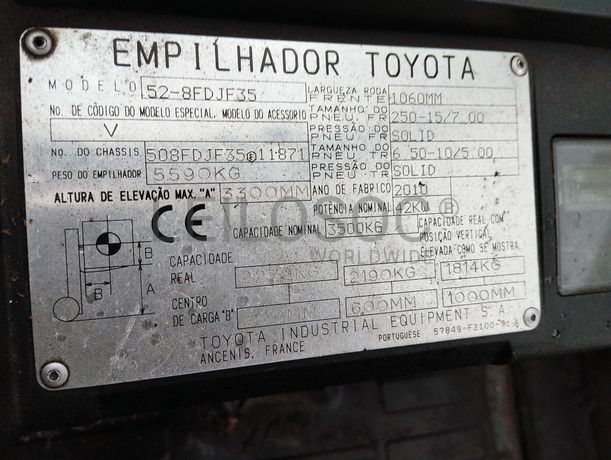 EMPILHADOR TOYOTA
MODELO 52-8FDJF35 LARGUEZA RODA FRENTE 1060MM
No. DE CÓDIGO DO MODELO ESPECIAL, MODELO DO ACESSORIO TAMANHO DO PNEU. FR 250-15/7.00
V PRESSÃO DO PNEU. FR SOLID
No. DO CHASSIS 508FDJF35 11871 TAMANHO DO PNEU. TR 6.50-10/5.00
PESO DO EMPILHADOR 5590KG PRESSÃO DO PNEU. TR SOLID
ALTURA DE ELEVAÇÃO MAX. "A" 3300MM ANO DE FABRICO
POTÊNCIA NOMINAL
CE CAPACIDADE NOMINAL 3500KG CAPACIDADE REAL COM POSIÇÃO VERTICAL ELEVADA COMO SE MOSTRA
WORLDWIDE
B B A
CAPACIDADE REAL 2190KG 1814KG
CENTRO DE CARGA "B" 600MM 1000MM
TOYOTA INDUSTRIAL EQUIPMENT S.A.
ANCENIS, FRANCE PORTUGUESE